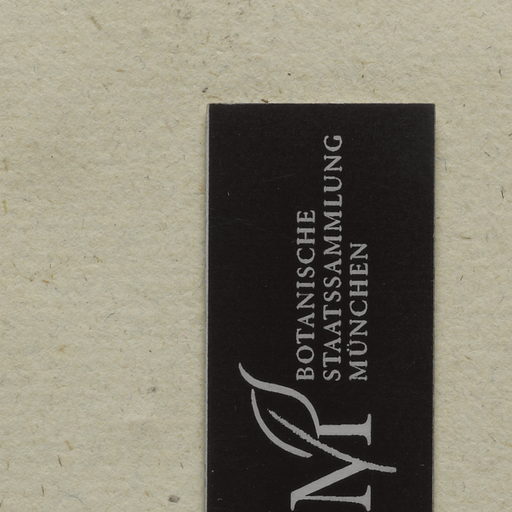 BOTANISCHE
STAATSSAMMLUNG
MÜNCHEN
M